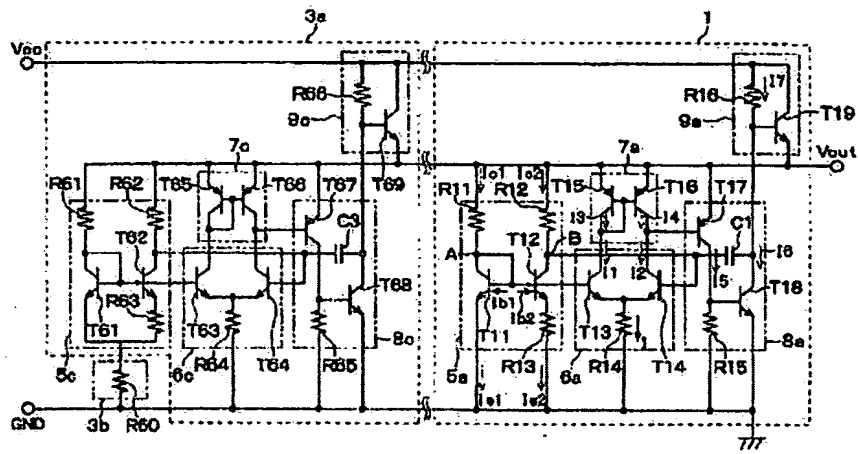 3a
1
Vcc
R66
9c
T69
R16
I7
9a
T19
7c
7a
Vout
R61
R62
T65
T66
T67
C3
T62
R63
T61
T63
R64
T64
R65
T68
5c
6c
8c
R60
3b
GND
R11
Io1
R12
Io2
T15
T16
T17
I3
I4
C1
A
B
T12
I1
I2
I5
I6
Ib1
Ib2
T11
T13
T14
T18
R13
R14
I
R15
5a
6a
8a
Ie1
Ie2